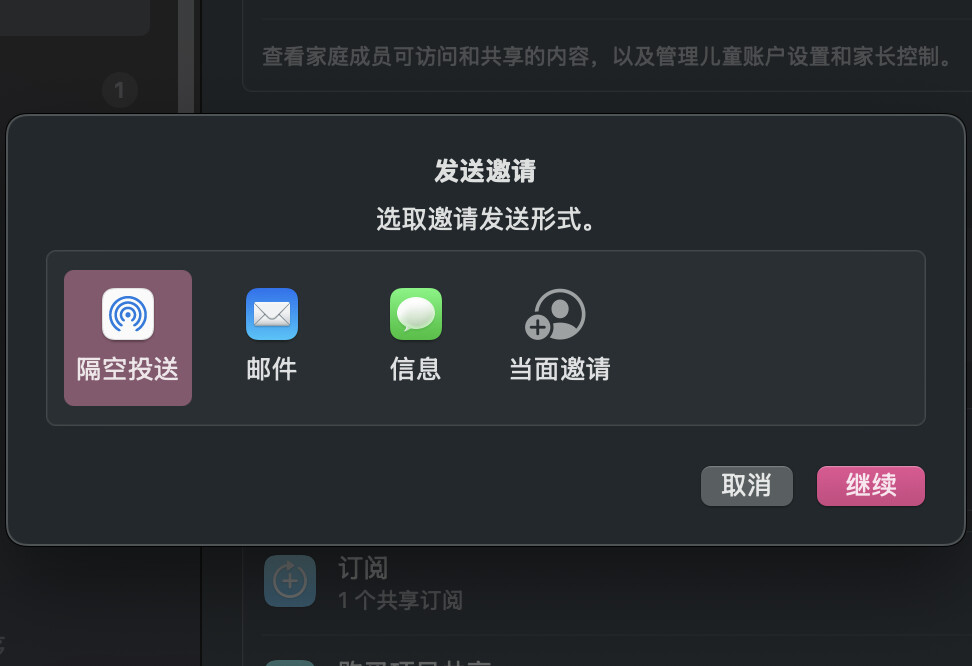 查看家庭成员可访问和共享的内容，以及管理儿童账户设置和家长控制。
1
发送邀请
选取邀请发送形式。
隔空投送
邮件
信息
当面邀请
取消
继续
订阅
1 个共享订阅